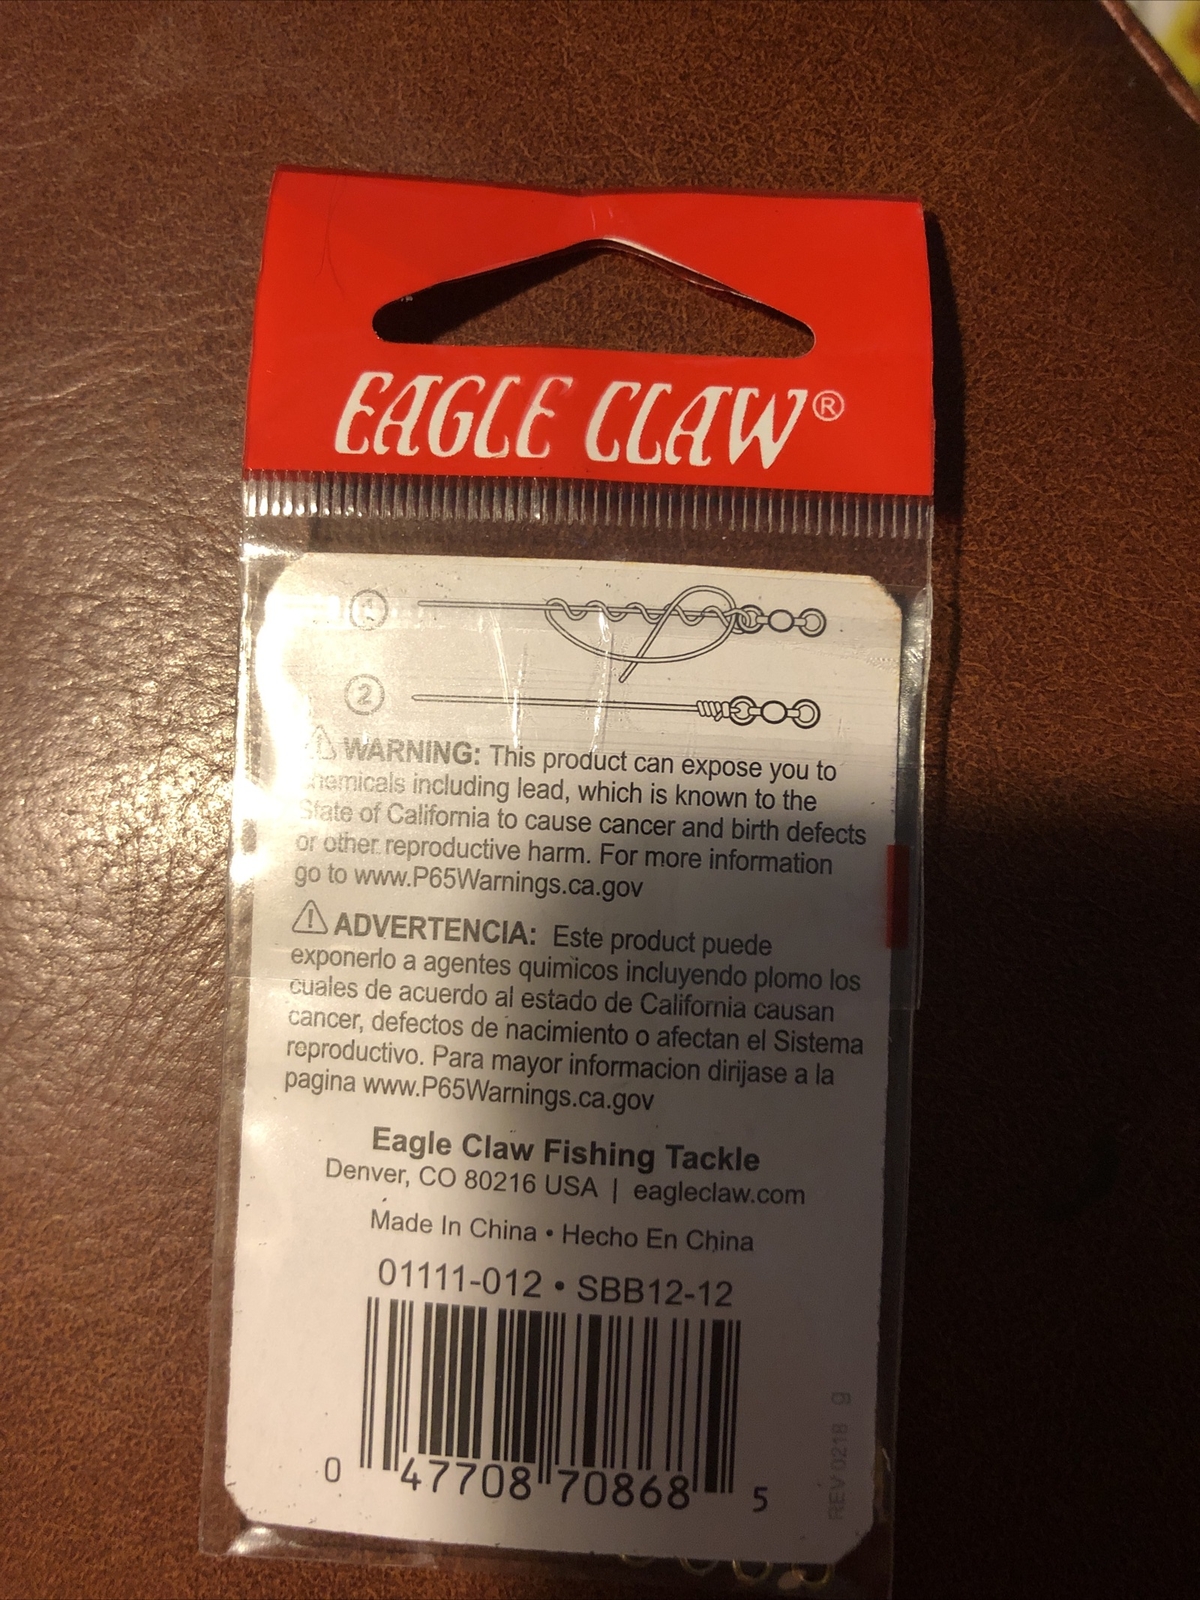 EAGLE CLAW®
1
2
WARNING: This product can expose you to
chemicals including lead, which is known to the
State of California to cause cancer and birth defects
or other reproductive harm. For more information
go to www.P65Warnings.ca.gov
ADVERTENCIA: Este product puede
exponerlo a agentes quimicos incluyendo plomo los
cuales de acuerdo al estado de California causan
cancer, defectos de nacimiento o afectan el Sistema
reproductivo. Para mayor informacion dirijase a la
pagina www.P65Warnings.ca.gov
Eagle Claw Fishing Tackle
Denver, CO 80216 USA | eagleclaw.com
Made In China • Hecho En China
01111-012 • SBB12-12
0 47708 70868 5
REV 0218 g